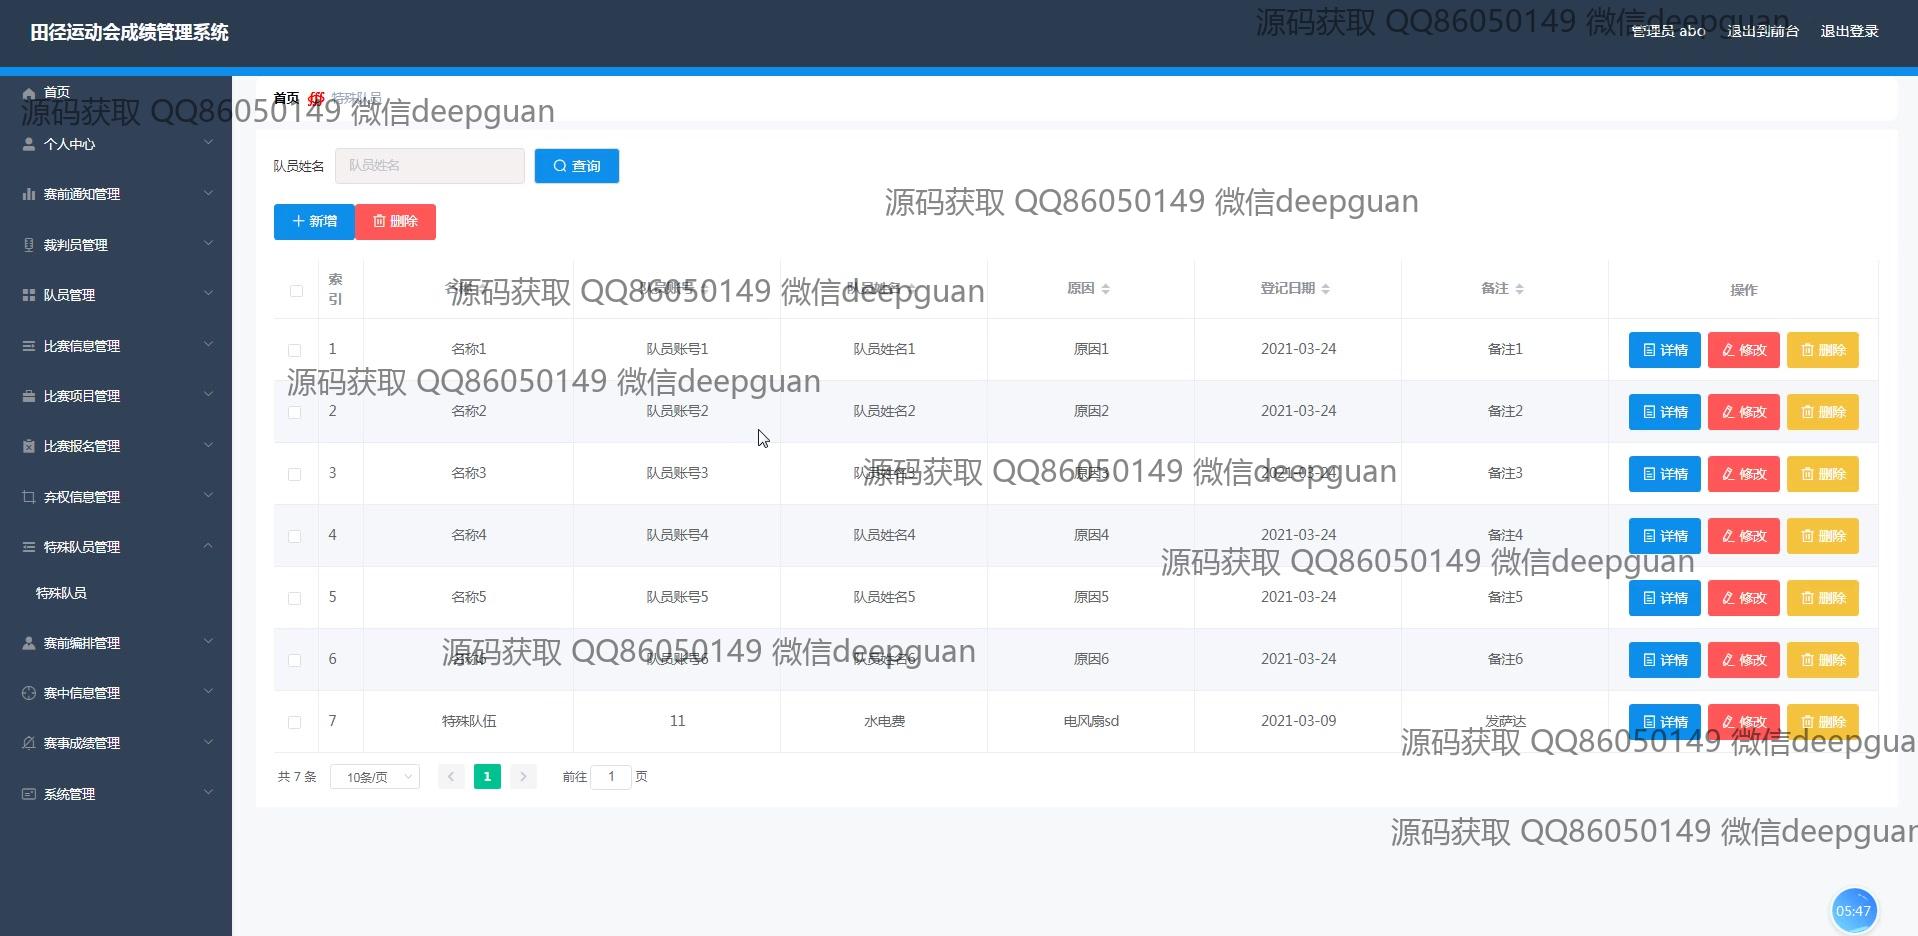 田径运动会成绩管理系统
源码获取 QQ86050149 微信deepguan
管理员 abo 退出到前台 退出登录
首页
首页 特殊队员
源码获取 QQ86050149 微信deepguan
个人中心
赛前通知管理
裁判员管理
队员管理
比赛信息管理
比赛项目管理
比赛报名管理
弃权信息管理
特殊队员管理
特殊队员
赛前编排管理
赛中信息管理
赛事成绩管理
系统管理
队员姓名 队员姓名 查询
源码获取 QQ86050149 微信deepguan
新增 删除
索引 名称 队员账号 队员姓名 原因 登记日期 备注 操作
源码获取 QQ86050149 微信deepguan
1 名称1 队员账号1 队员姓名1 原因1 2021-03-24 备注1 详情 修改 删除
源码获取 QQ86050149 微信deepguan
2 名称2 队员账号2 队员姓名2 原因2 2021-03-24 备注2 详情 修改 删除
3 名称3 队员账号3 队员姓名3 原因3 2021-03-24 备注3 详情 修改 删除
源码获取 QQ86050149 微信deepguan
4 名称4 队员账号4 队员姓名4 原因4 2021-03-24 备注4 详情 修改 删除
源码获取 QQ86050149 微信deepguan
5 名称5 队员账号5 队员姓名5 原因5 2021-03-24 备注5 详情 修改 删除
6 名称6 队员账号6 队员姓名6 原因6 2021-03-24 备注6 详情 修改 删除
源码获取 QQ86050149 微信deepguan
7 特殊队伍 11 水电费 电风扇sd 2021-03-09 发萨达 详情 修改 删除
源码获取 QQ86050149 微信deepgua
共 7 条 10条/页 1 前往 1 页
源码获取 QQ86050149 微信deepguan
05:47